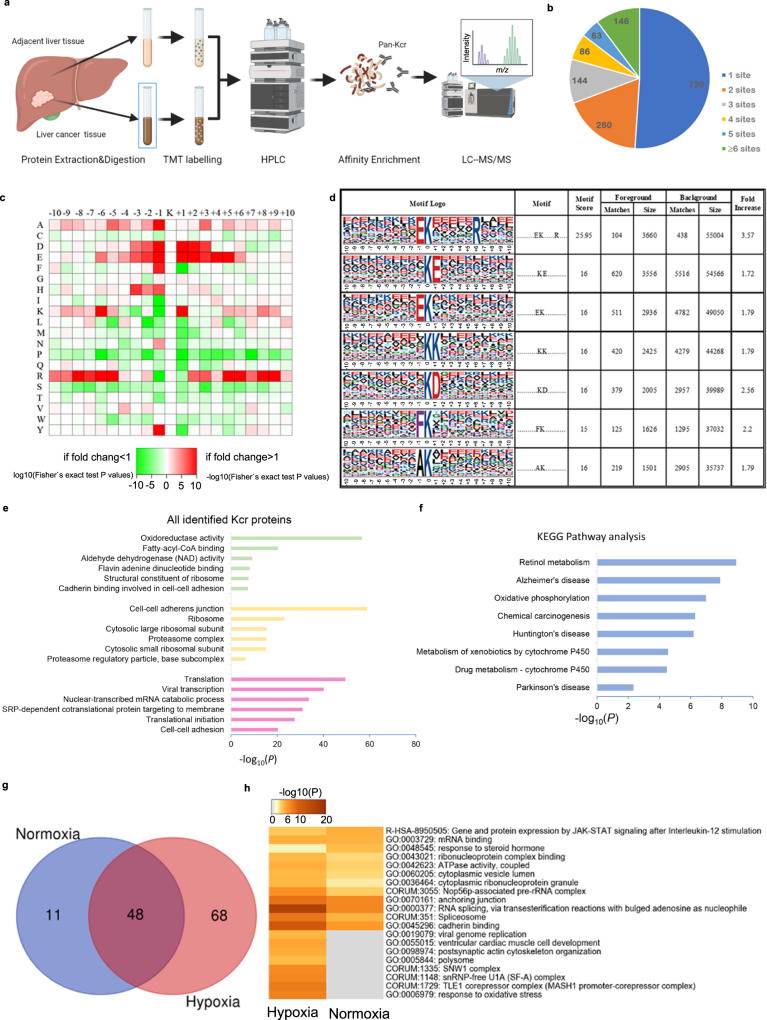 a
Adjacent liver tissue
Liver cancer tissue
Pan-Kcr
Intensity
m/z
Protein Extraction&Digestion
TMT labelling
HPLC
Affinity Enrichment
LC–MS/MS
b
146
63
86
144
260
1 site
2 sites
3 sites
4 sites
5 sites
≥6 sites
c
-10 -9 -8 -7 -6 -5 -4 -3 -2 -1 K +1 +2 +3 +4 +5 +6 +7 +8 +9 +10
A
C
D
E
F
G
H
I
K
L
M
N
P
Q
R
S
T
V
W
Y
if fold chang<1
if fold change>1
log10(Fisher´s exact test P values)
-log10(Fisher´s exact test P values)
-10 -5 0 5 10
d
Motif Logo Motif Motif Score Foreground Background Fold Increase
Matches Size Matches Size
25.95 104 3660 438 55004 3.57
16 620 3556 5516 54566 1.72
16 511 2936 4782 49050 1.79
16 420 2425 4279 44268 1.79
16 379 2005 2957 39989 2.56
15 125 1626 1295 37032 2.2
16 219 1501 2905 35737 1.79
e
All identified Kcr proteins
Oxidoreductase activity
Fatty-acyl-CoA binding
Aldehyde dehydrogenase (NAD) activity
Flavin adenine dinucleotide binding
Structural constituent of ribosome
Cadherin binding involved in cell-cell adhesion
Cell-cell adherens junction
Ribosome
Cytosolic large ribosomal subunit
Proteasome complex
Cytosolic small ribosomal subunit
Proteasome regulatory particle, base subcomplex
Translation
Viral transcription
Nuclear-transcribed mRNA catabolic process
SRP-dependent cotranslational protein targeting to membrane
Translational initiation
Cell-cell adhesion
0 20 40 60 80
-log10(P)
f
KEGG Pathway analysis
Retinol metabolism
Alzheimer's disease
Oxidative phosphorylation
Chemical carcinogenesis
Huntington's disease
Metabolism of xenobiotics by cytochrome P450
Drug metabolism - cytochrome P450
Parkinson's disease
0 2 4 6 8 10
-log10(P)
g
Normoxia
11
48
68
Hypoxia
h
-log10(P)
0 6 10 20
R-HSA-8950505: Gene and protein expression by JAK-STAT signaling after Interleukin-12 stimulation
GO:0003729: mRNA binding
GO:0048545: response to steroid hormone
GO:0043021: ribonucleoprotein complex binding
GO:0042623: ATPase activity, coupled
GO:0060205: cytoplasmic vesicle lumen
GO:0036464: cytoplasmic ribonucleoprotein granule
CORUM:3055: Nop56p-associated pre-rRNA complex
GO:0070161: anchoring junction
GO:0000377: RNA splicing, via transesterification reactions with bulged adenosine as nucleophile
CORUM:351: Spliceosome
GO:0045296: cadherin binding
GO:0019079: viral genome replication
GO:0055015: ventricular cardiac muscle cell development
GO:0098974: postsynaptic actin cytoskeleton organization
GO:0005844: polysome
CORUM:1335: SNW1 complex
CORUM:1148: snRNP-free U1A (SF-A) complex
CORUM:1729: TLE1 corepressor complex (MASH1 promoter-corepressor complex)
GO:0006979: response to oxidative stress
Hypoxia
Normoxia